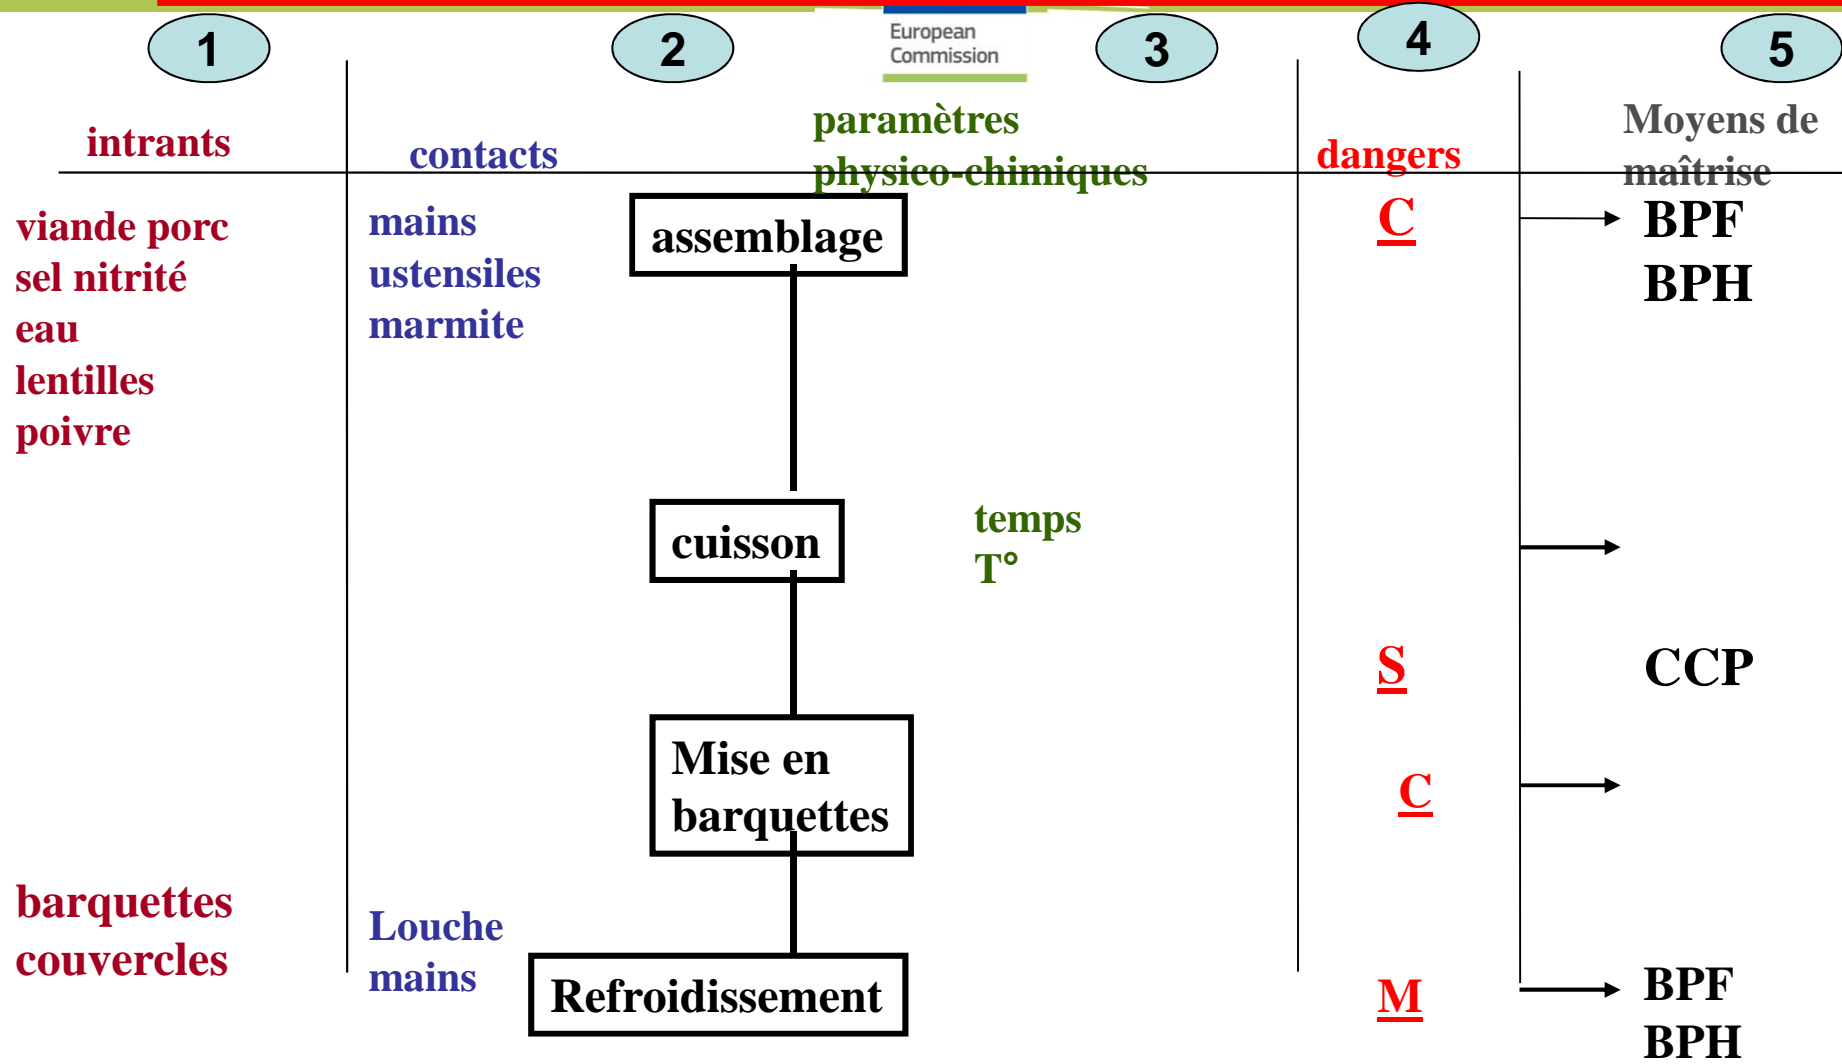 1
2
European
Commission
3
4
5
intrants
contacts
paramètres
physico-chimiques
dangers
Moyens de
maîtrise
viande porc
sel nitrité
eau
lentilles
poivre
mains
ustensiles
marmite
assemblage
C
BPF
BPH
cuisson
temps
T°
S
CCP
Mise en
barquettes
C
barquettes
couvercles
Louche
mains
Refroidissement
M
BPF
BPH